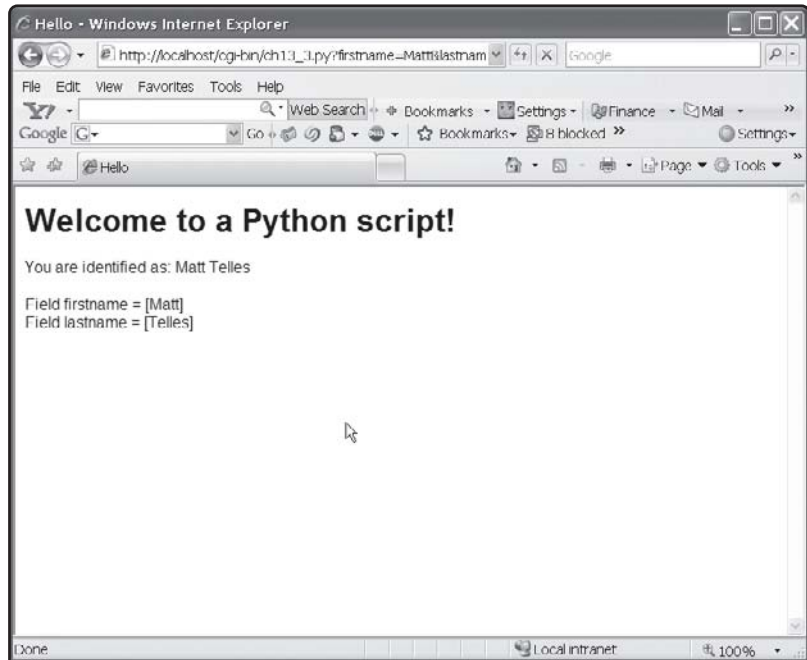 Hello - Windows Internet Explorer
http://localhost/cgi-bin/ch13_3.py?firstname=Matt&lastnam
Google
File Edit View Favorites Tools Help
Y! Web Search Bookmarks Settings Finance Mail »
Google G Go Bookmarks 8 blocked » Settings
Hello Page Tools »
Welcome to a Python script!
You are identified as: Matt Telles
Field firstname = [Matt]
Field lastname = [Telles]
Done Local intranet 100%